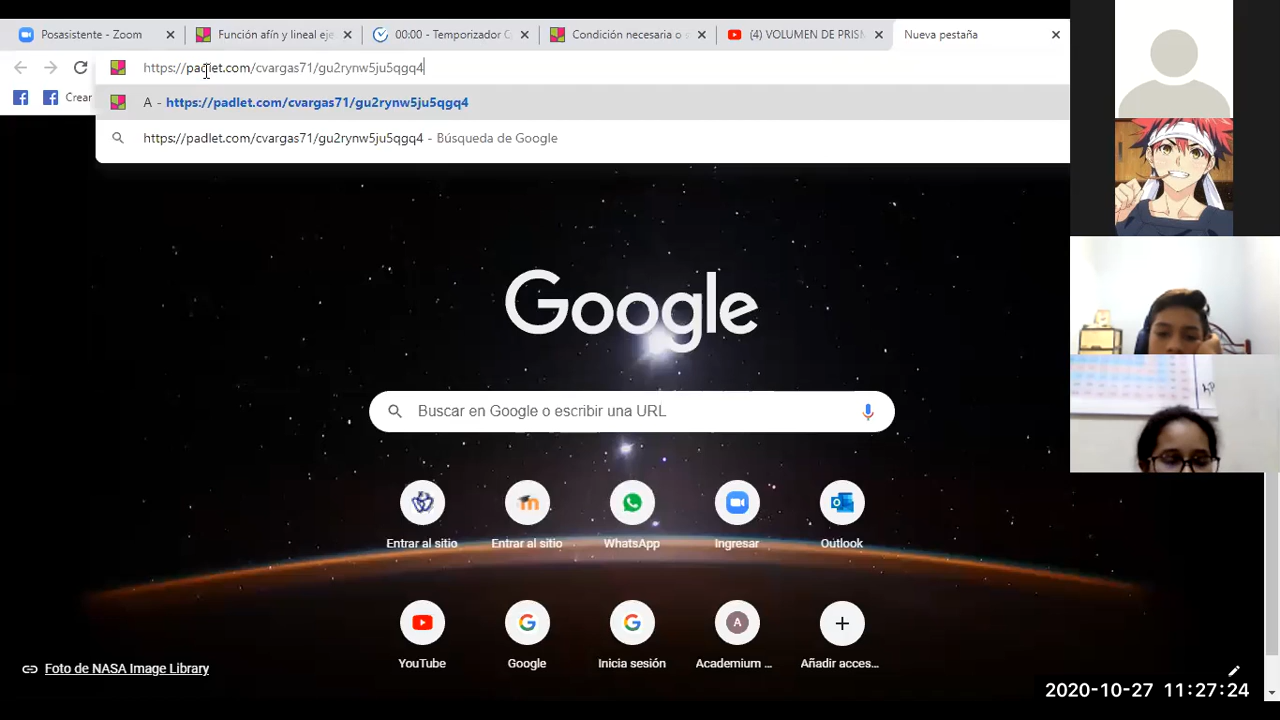 Posasistente - Zoom
Función afín y lineal eje
00:00 - Temporizador
Condición necesaria o
(4) VOLUMEN DE PRIS
Nueva pestaña
https://padlet.com/cvargas71/gu2rynw5ju5qgq4
Crear
A - https://padlet.com/cvargas71/gu2rynw5ju5qgq4
https://padlet.com/cvargas71/gu2rynw5ju5qgq4 - Búsqueda de Google
Google
Buscar en Google o escribir una URL
Entrar al sitio
Entrar al sitio
WhatsApp
Ingresar
Outlook
A
YouTube
Google
Inicia sesión
Academium ...
Añadir acces...
Foto de NASA Image Library
2020-10-27 11:27:24